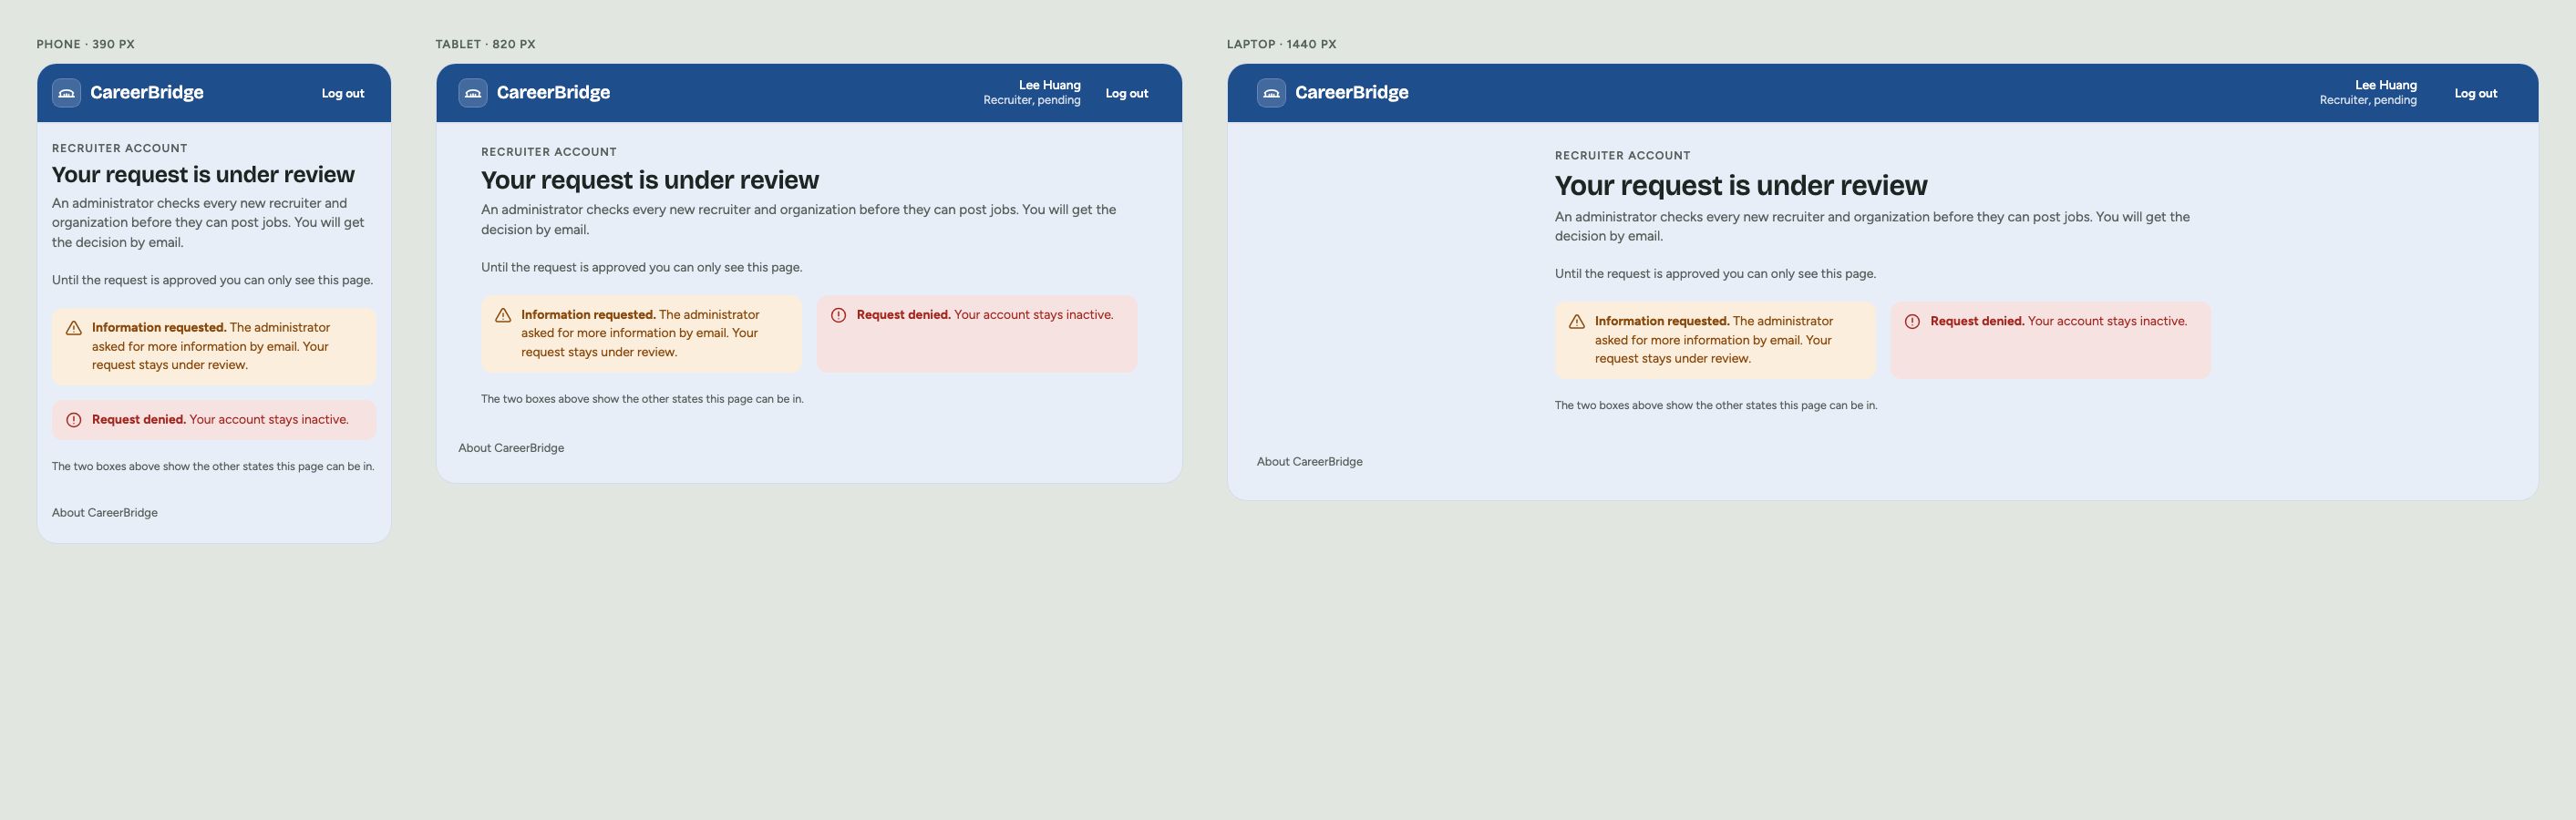 PHONE · 390 PX
CareerBridge
Log out
RECRUITER ACCOUNT
Your request is under review
An administrator checks every new recruiter and
organization before they can post jobs. You will get
the decision by email.
Until the request is approved you can only see this page.
Information requested. The administrator
asked for more information by email. Your
request stays under review.
Request denied. Your account stays inactive.
The two boxes above show the other states this page can be in.
About CareerBridge
TABLET · 820 PX
CareerBridge
Lee Huang
Recruiter, pending
Log out
RECRUITER ACCOUNT
Your request is under review
An administrator checks every new recruiter and organization before they can post jobs. You will get the
decision by email.
Until the request is approved you can only see this page.
Information requested. The administrator
asked for more information by email. Your
request stays under review.
Request denied. Your account stays inactive.
The two boxes above show the other states this page can be in.
About CareerBridge
LAPTOP · 1440 PX
CareerBridge
Lee Huang
Recruiter, pending
Log out
RECRUITER ACCOUNT
Your request is under review
An administrator checks every new recruiter and organization before they can post jobs. You will get the
decision by email.
Until the request is approved you can only see this page.
Information requested. The administrator
asked for more information by email. Your
request stays under review.
Request denied. Your account stays inactive.
The two boxes above show the other states this page can be in.
About CareerBridge